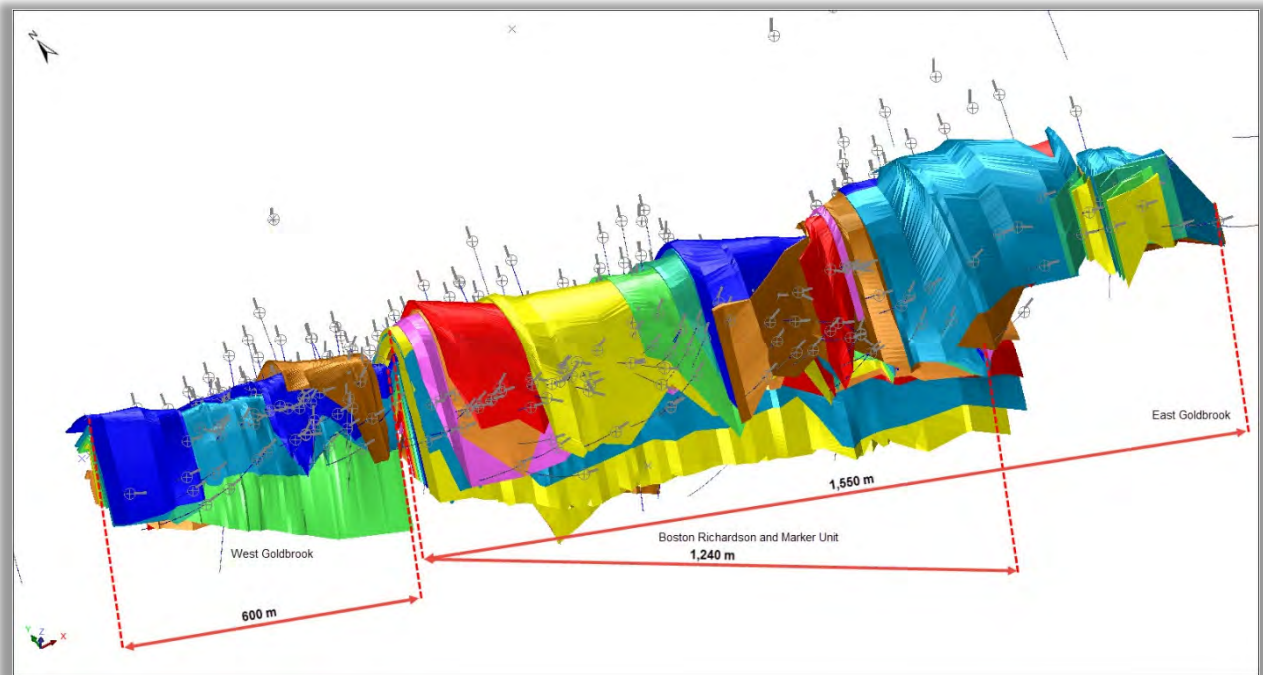 N
East Goldbrook
1,550 m
Boston Richardson and Marker Unit
1,240 m
West Goldbrook
600 m
Y Z X